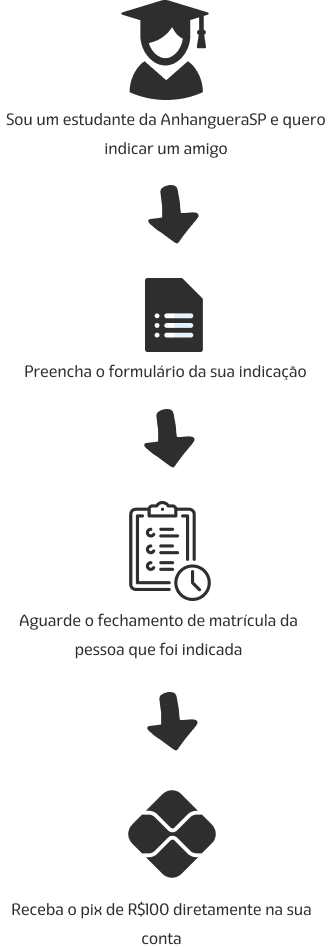 Sou um estudante da AnhangueraSP e quero
indicar um amigo
Preencha o formulário da sua indicação
Aguarde o fechamento de matrícula da
pessoa que foi indicada
Receba o pix de R$100 diretamente na sua
conta